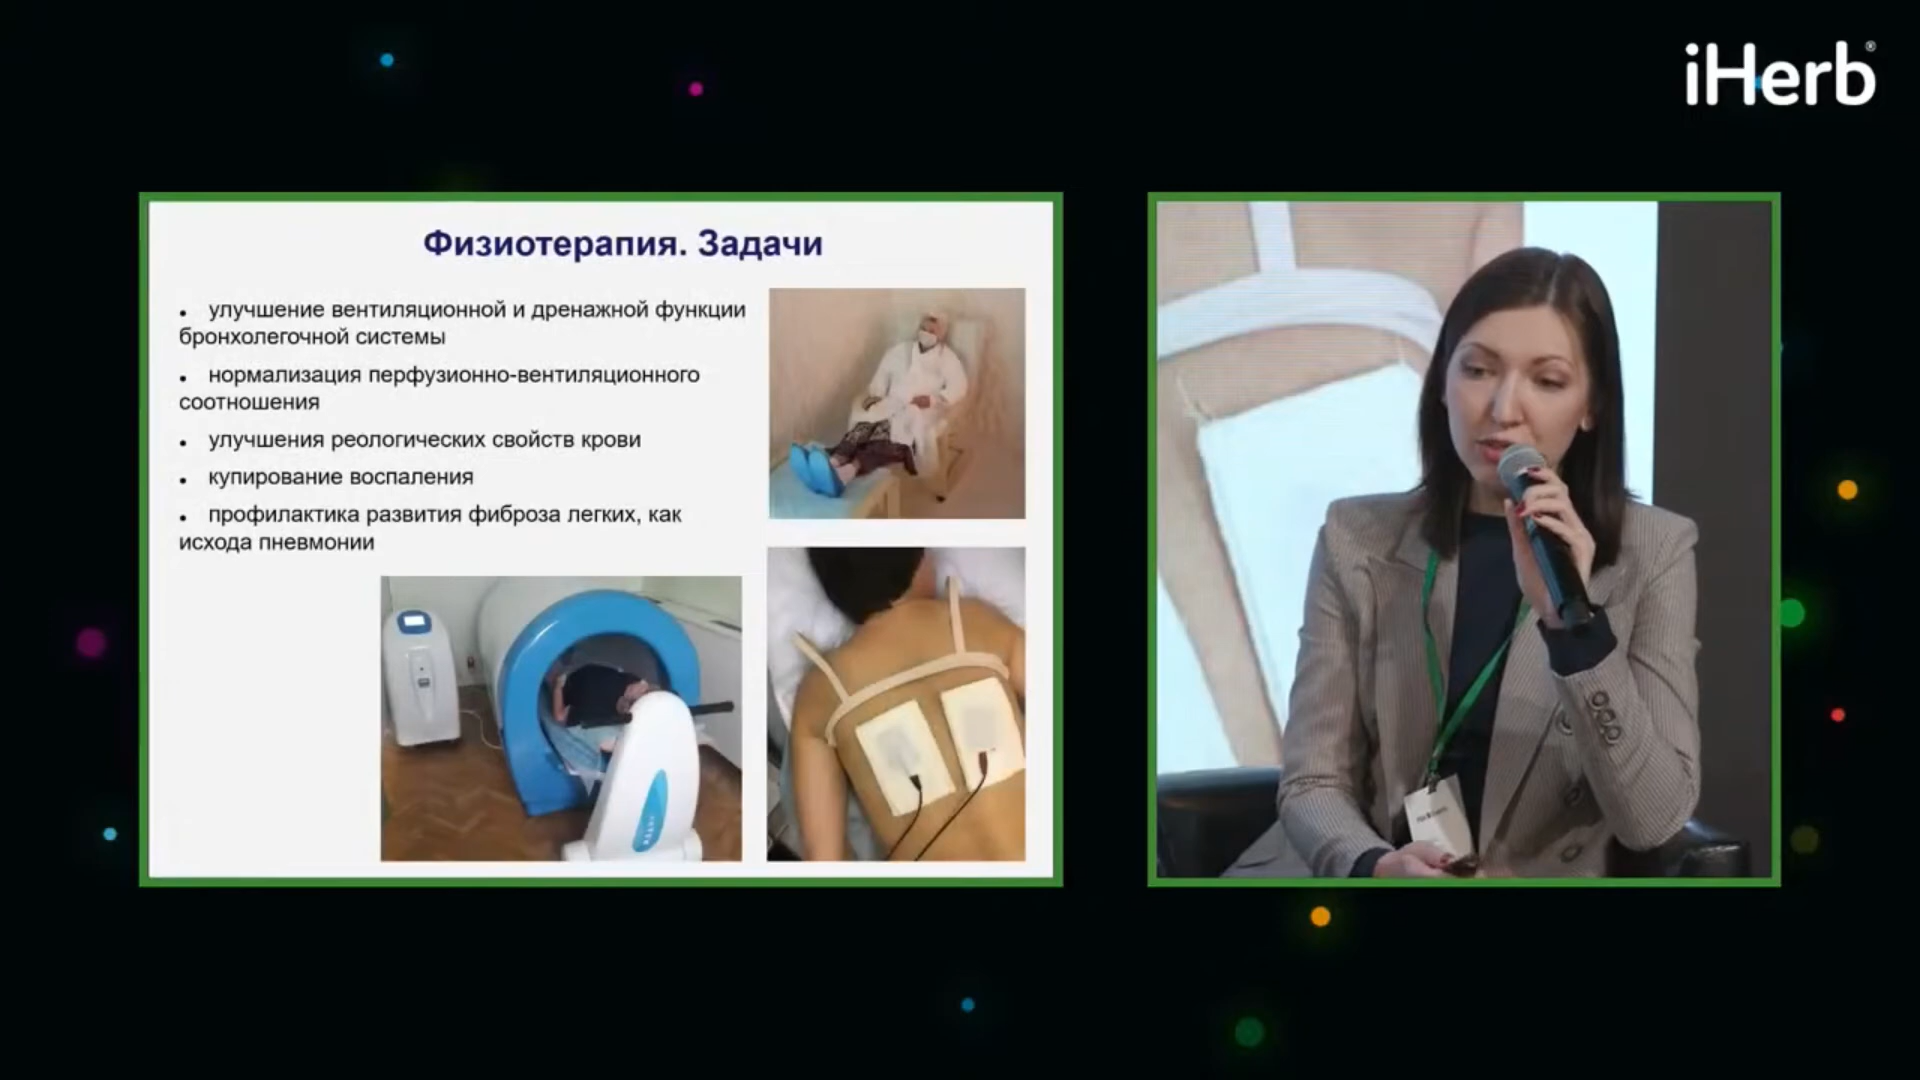 iHerb®
Физиотерапия. Задачи
• улучшение вентиляционной и дренажной функции
бронхолегочной системы
• нормализация перфузионно-вентиляционного
соотношения
• улучшения реологических свойств крови
• купирование воспаления
• профилактика развития фиброза легких, как
исхода пневмонии